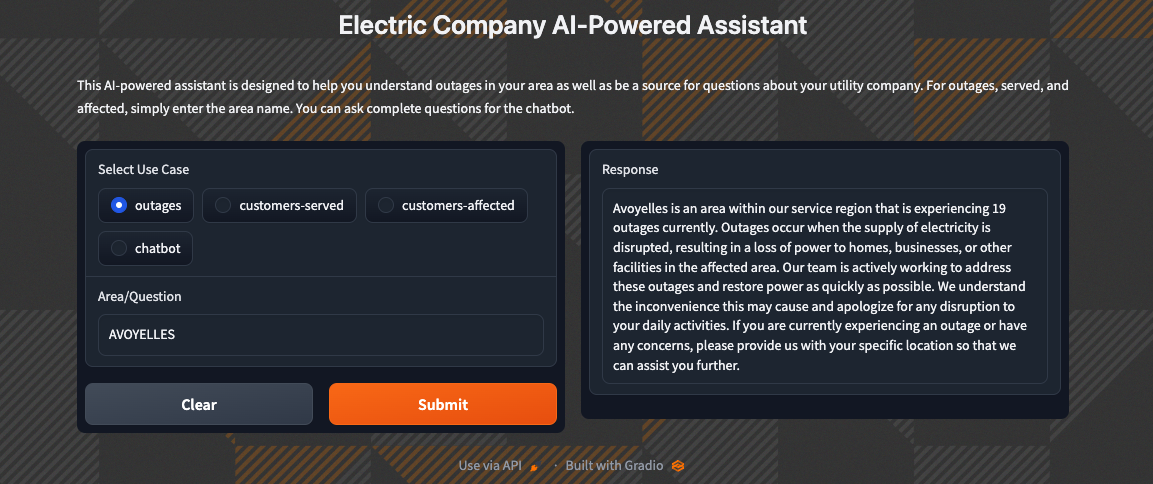 Electric Company AI-Powered Assistant
This AI-powered assistant is designed to help you understand outages in your area as well as be a source for questions about your utility company. For outages, served, and
affected, simply enter the area name. You can ask complete questions for the chatbot.
Select Use Case
outages
customers-served
customers-affected
chatbot
Area/Question
AVOYELLES
Clear
Submit
Response
Avoyelles is an area within our service region that is experiencing 19
outages currently. Outages occur when the supply of electricity is
disrupted, resulting in a loss of power to homes, businesses, or other
facilities in the affected area. Our team is actively working to address
these outages and restore power as quickly as possible. We understand
the inconvenience this may cause and apologize for any disruption to
your daily activities. If you are currently experiencing an outage or have
any concerns, please provide us with your specific location so that we
can assist you further.
Use via API · Built with Gradio